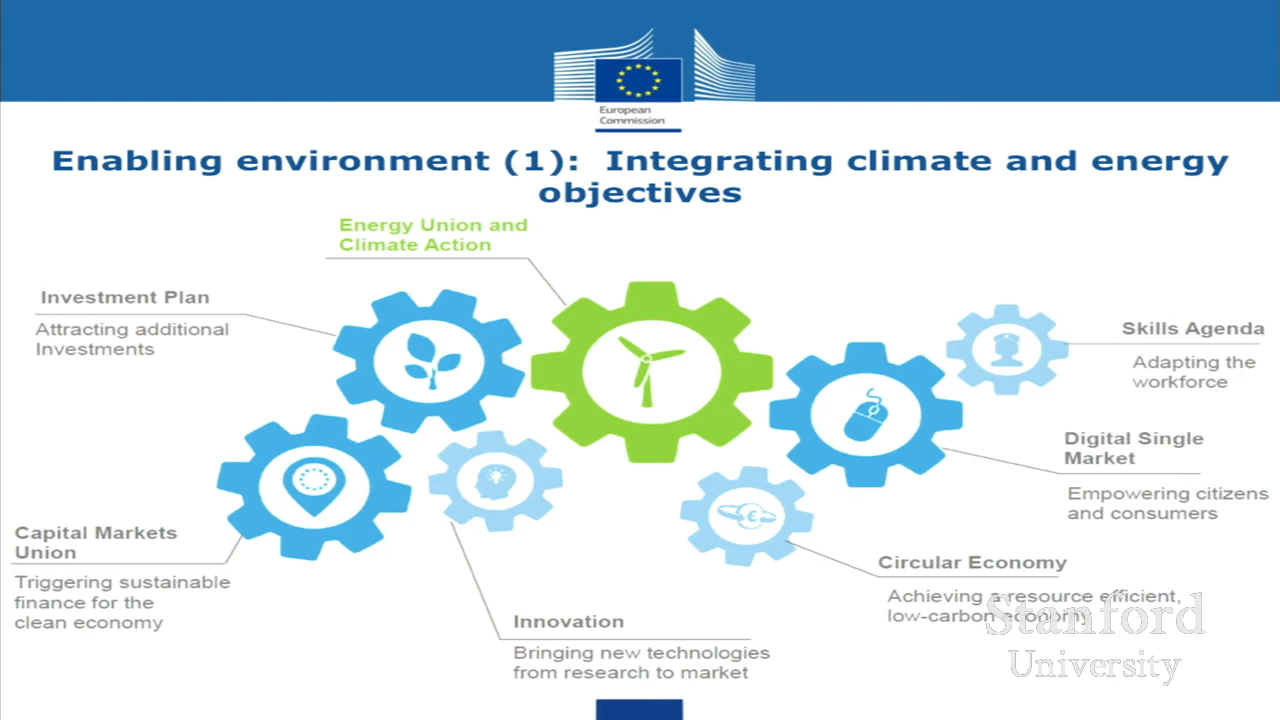 European
Commission
Enabling environment (1): Integrating climate and energy
objectives
Energy Union and
Climate Action
Investment Plan
Attracting additional
Investments
Skills Agenda
Adapting the
workforce
Digital Single
Market
Empowering citizens
and consumers
Capital Markets
Union
Triggering sustainable
finance for the
clean economy
Innovation
Bringing new technologies
from research to market
Circular Economy
Achieving a resource efficient,
low-carbon economy
Stanford
University